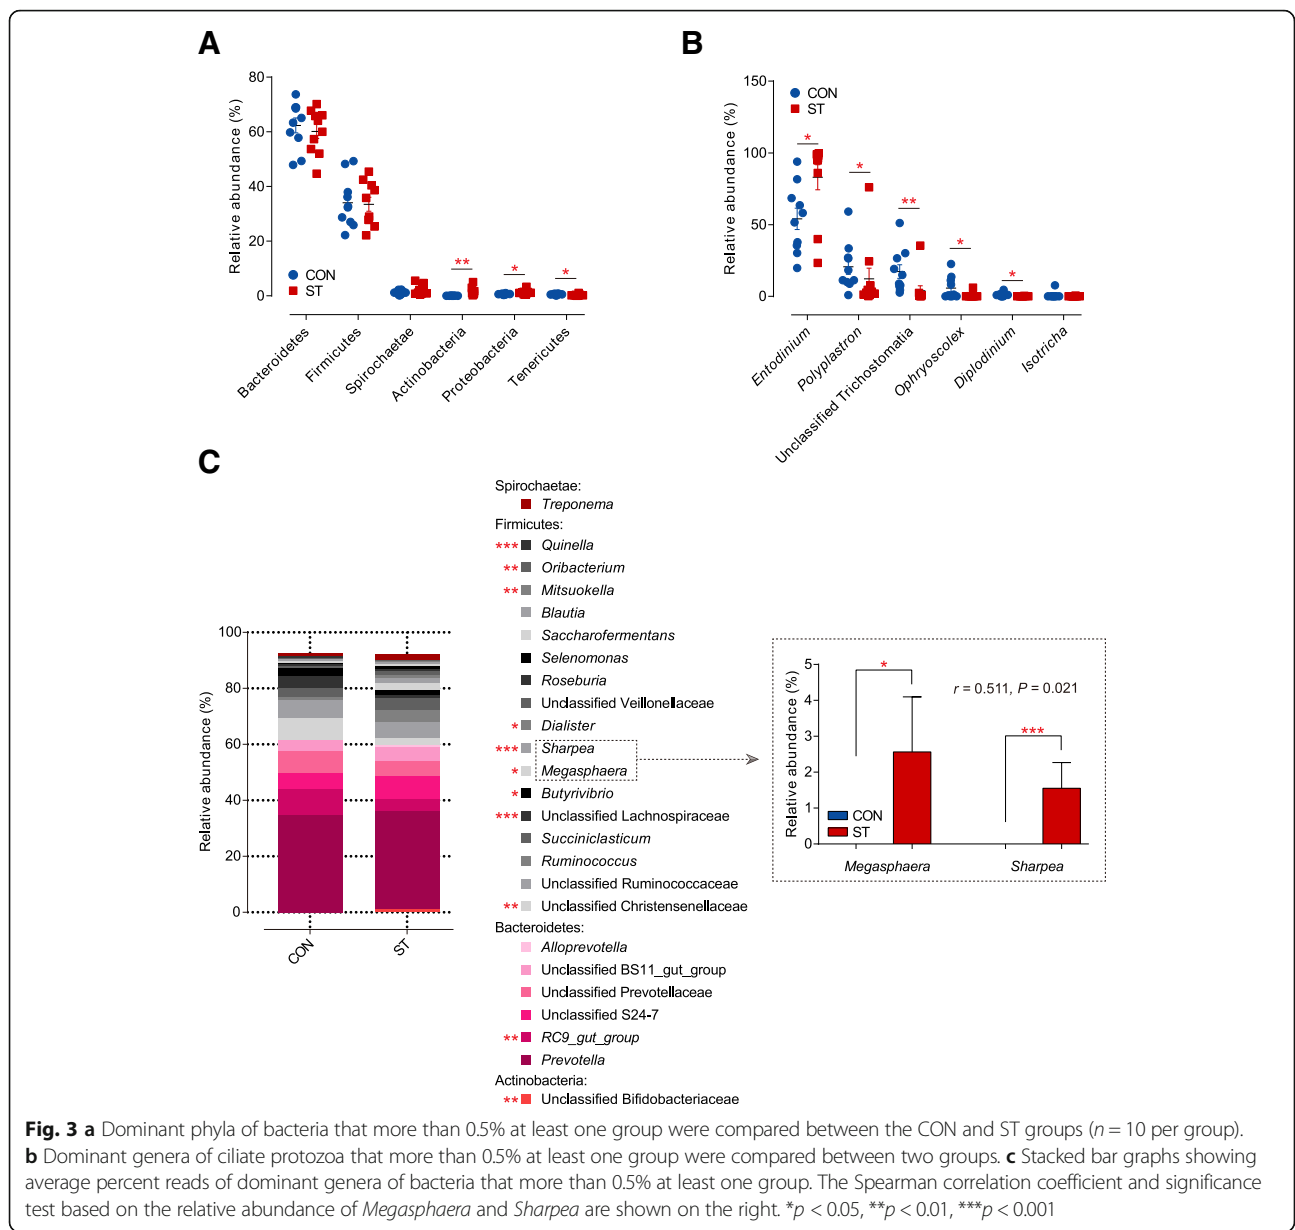 A
80
60
40
20
0
Relative abundance (%)
CON
ST
**
*
*
Bacteroidetes
Firmicutes
Spirochaetae
Actinobacteria
Proteobacteria
Tenericutes
B
150
100
50
0
Relative abundance (%)
CON
ST
*
*
**
*
*
Entodinium
Polyplastron
Unclassified Trichostomatia
Ophryoscolex
Diplodinium
Isotricha
C
100
80
60
40
20
0
Relative abundance (%)
CON
ST
Spirochaetae:
Treponema
Firmicutes:
*** Quinella
** Oribacterium
** Mitsuokella
Blautia
Saccharofermentans
Selenomonas
Roseburia
Unclassified Veillonellaceae
* Dialister
*** Sharpea
* Megasphaera
* Butyrivibrio
*** Unclassified Lachnospiraceae
Succiniclasticum
Ruminococcus
Unclassified Ruminococcaceae
** Unclassified Christensenellaceae
Bacteroidetes:
Alloprevotella
Unclassified BS11_gut_group
Unclassified Prevotellaceae
Unclassified S24-7
** RC9_gut_group
Prevotella
Actinobacteria:
** Unclassified Bifidobacteriaceae
5
4
3
2
1
0
Relative abundance (%)
*
r = 0.511, P = 0.021
***
CON
ST
Megasphaera
Sharpea
Fig. 3 a Dominant phyla of bacteria that more than 0.5% at least one group were compared between the CON and ST groups (n = 10 per group).
b Dominant genera of ciliate protozoa that more than 0.5% at least one group were compared between two groups. c Stacked bar graphs showing
average percent reads of dominant genera of bacteria that more than 0.5% at least one group. The Spearman correlation coefficient and significance
test based on the relative abundance of Megasphaera and Sharpea are shown on the right. *p < 0.05, **p < 0.01, ***p < 0.001